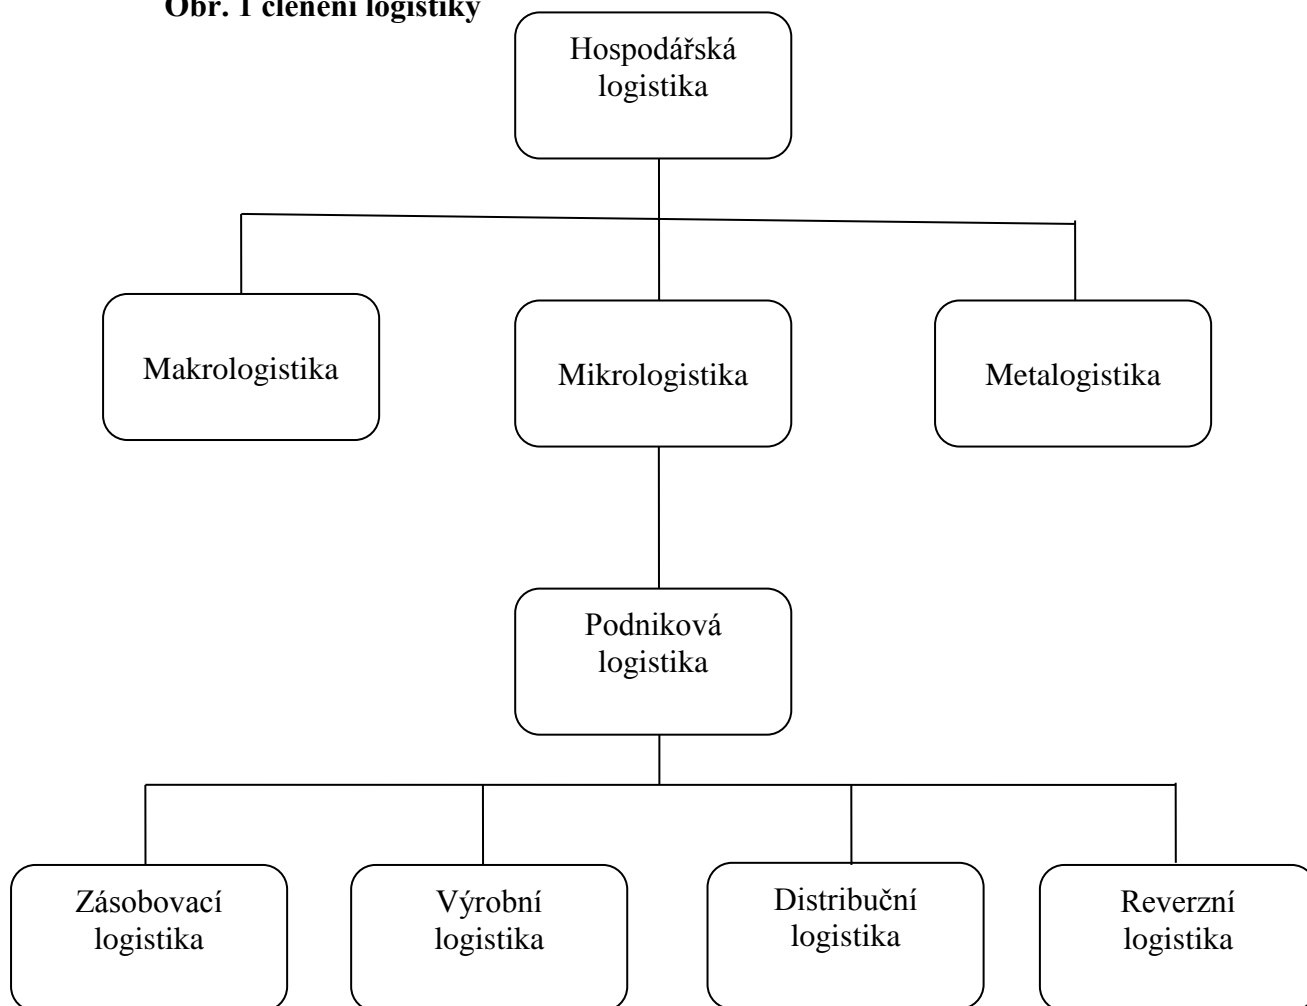 Obr. 1 členění logistiky
Hospodářská
logistika
Makrologistika
Mikrologistika
Metalogistika
Podniková
logistika
Zásobovací
logistika
Výrobní
logistika
Distribuční
logistika
Reverzní
logistika